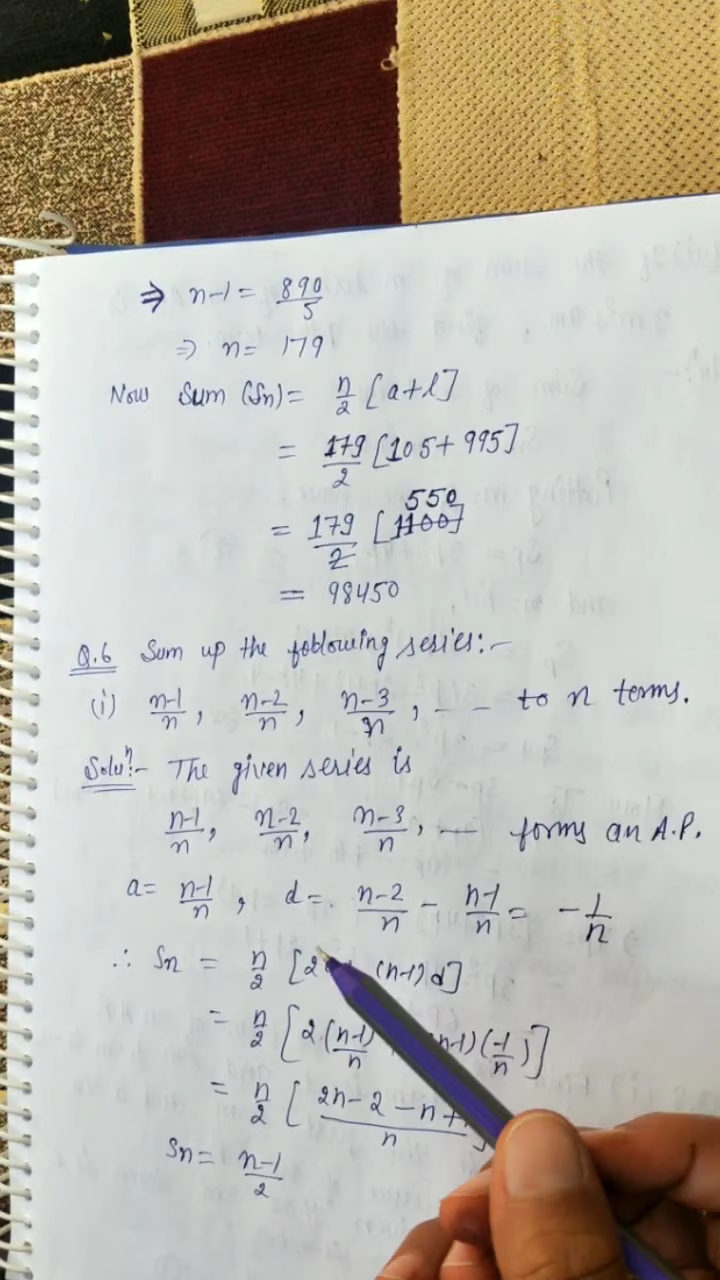 ⇒ n-1 = 890/5
⇒ n = 179
Now Sum (Sn) = n/2 [a+l]
= 179/2 [105+995]
550
= 179/2 [1100]
= 98450
Q.6 Sum up the following series:-
(i) n-1/n, n-2/n, n-3/n, - - to n terms.
Soluⁿ:- The given series is
n-1/n, n-2/n, n-3/n, --- forms an A.P.
a = n-1/n, d = n-2/n - n-1/n = -1/n
∴ Sn = n/2 [2 (n-1)d]
= n/2 [2.(n-1)/n n-1)(-1/n)]
= n/2 [2n-2-n+ /n
Sn = n-1/2